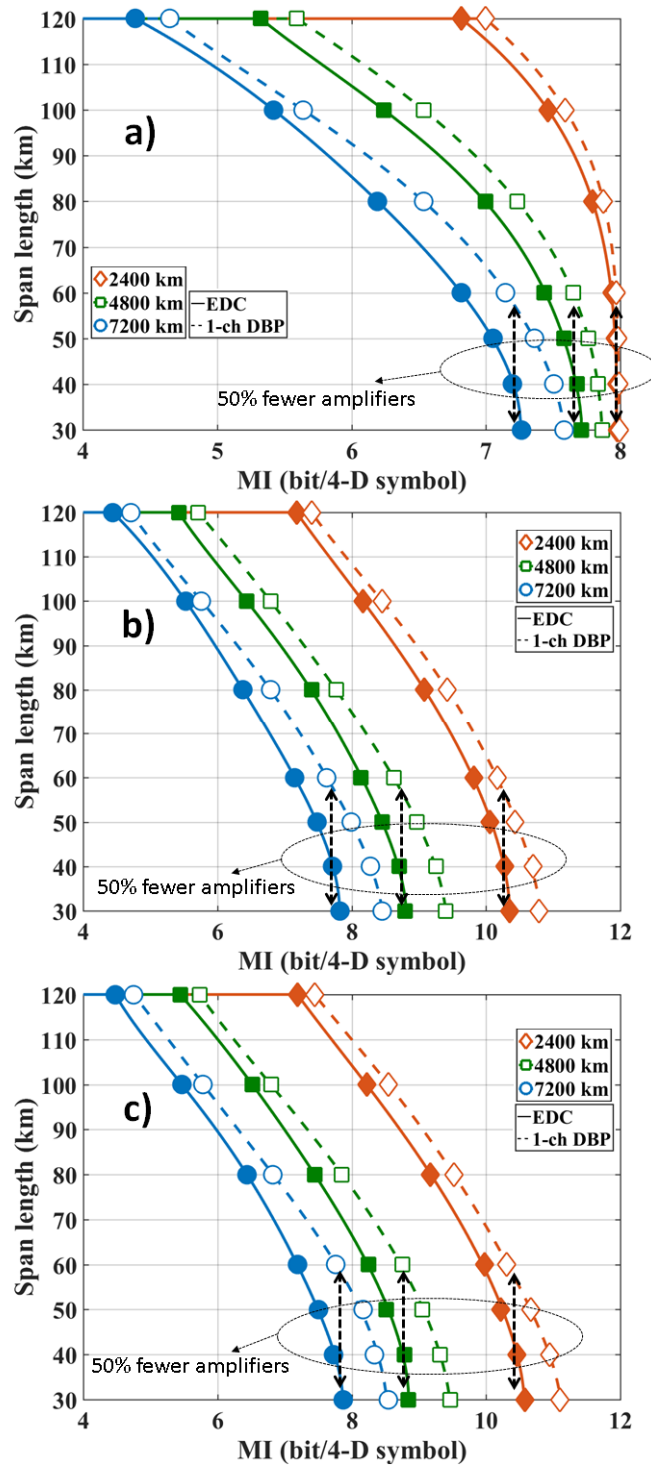 120
110
100
90
80
70
60
50
40
30
Span length (km)
a)
2400 km
4800 km
7200 km
EDC
1-ch DBP
50% fewer amplifiers
4 5 6 7 8
MI (bit/4-D symbol)
120
110
100
90
80
70
60
50
40
30
Span length (km)
b)
2400 km
4800 km
7200 km
EDC
1-ch DBP
50% fewer amplifiers
4 6 8 10 12
MI (bit/4-D symbol)
120
110
100
90
80
70
60
50
40
30
Span length (km)
c)
2400 km
4800 km
7200 km
EDC
1-ch DBP
50% fewer amplifiers
4 6 8 10 12
MI (bit/4-D symbol)